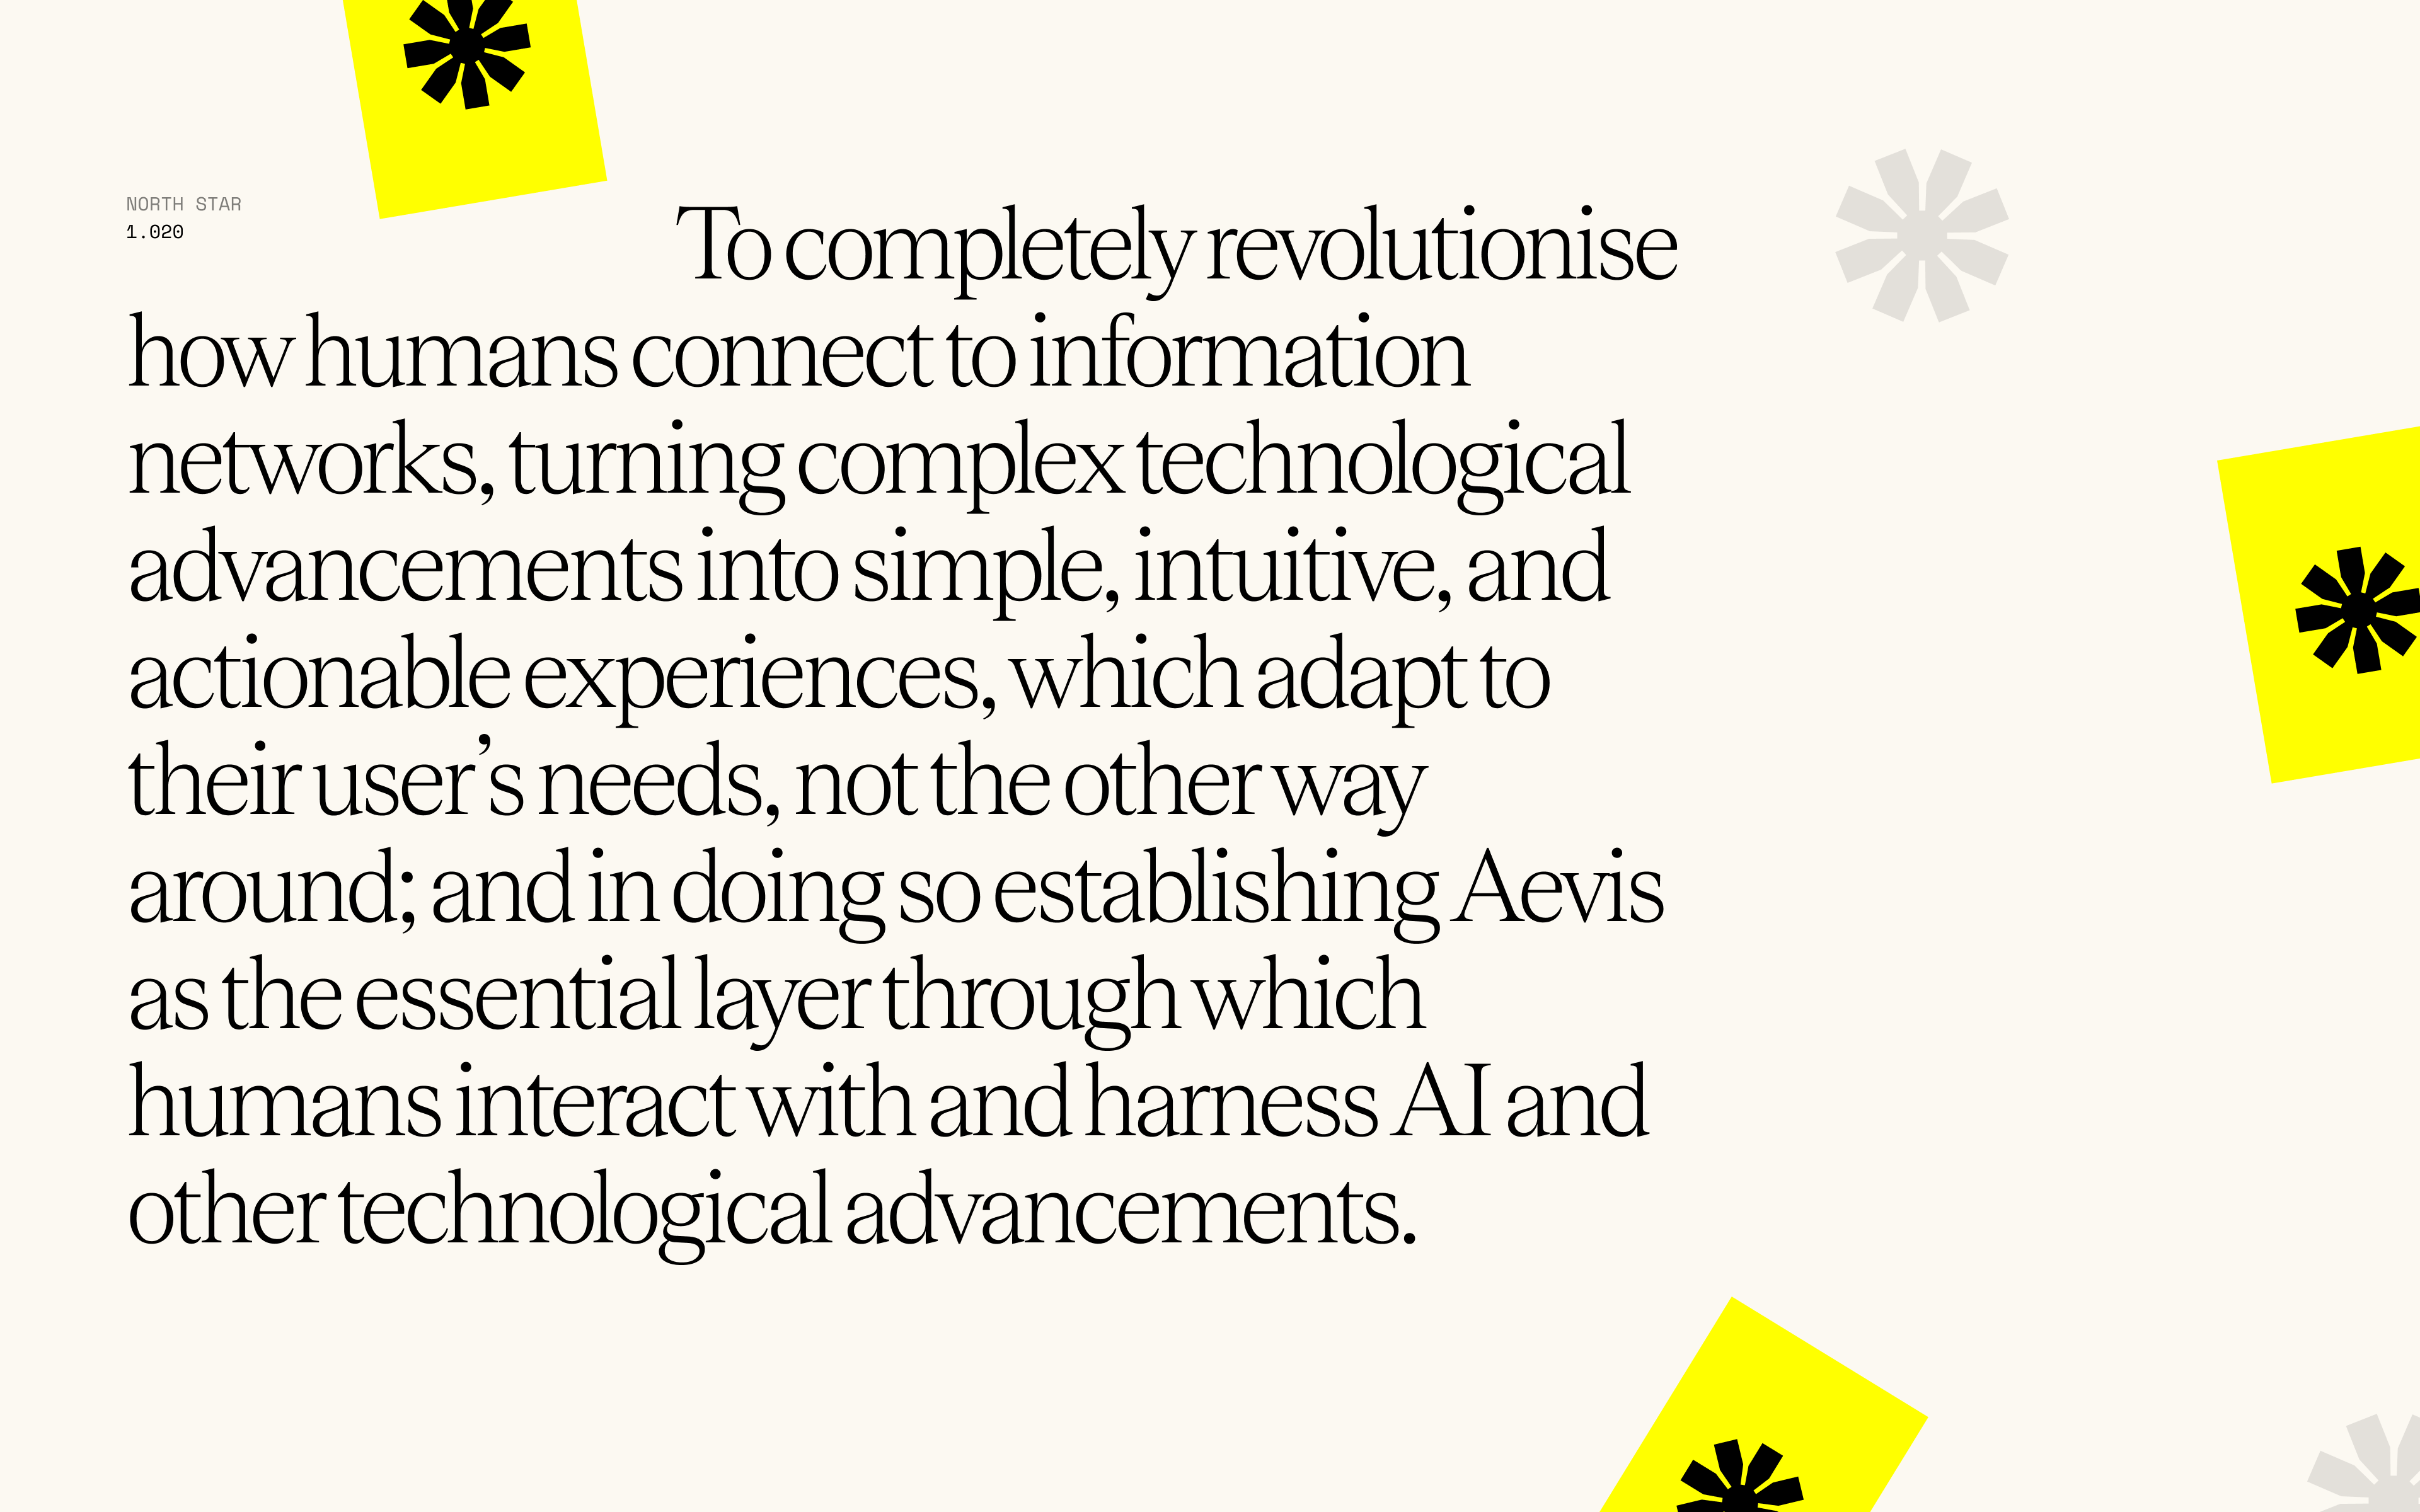 NORTH STAR
1.020
To completely revolutionise
how humans connect to information
networks, turning complex technological
advancements into simple, intuitive, and
actionable experiences, which adapt to
their user’s needs, not the other way
around; and in doing so establishing Aevis
as the essential layer through which
humans interact with and harness AI and
other technological advancements.